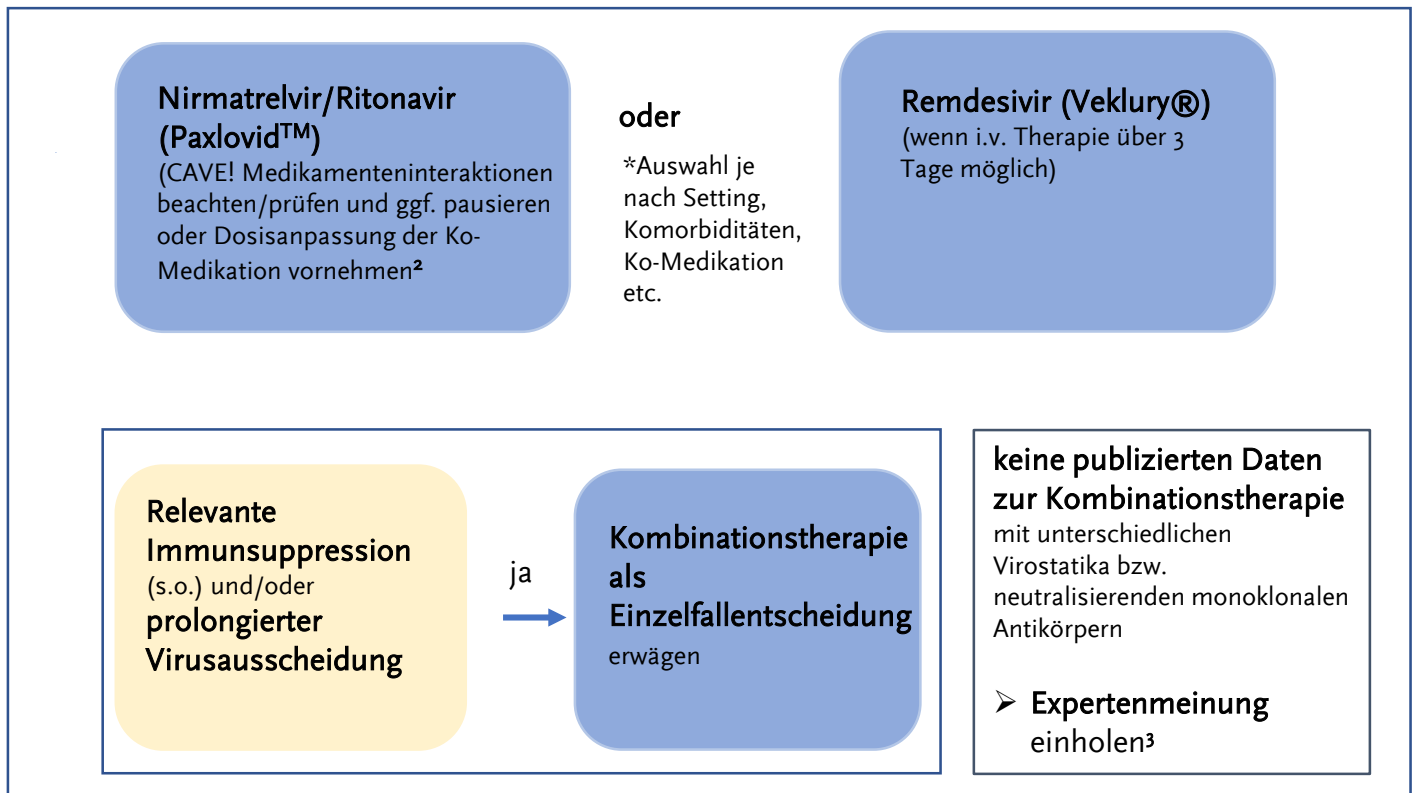 Nirmatrelvir/Ritonavir
(Paxlovid™)
(CAVE! Medikamenteninteraktionen
beachten/prüfen und ggf. pausieren
oder Dosisanpassung der Ko-
Medikation vornehmen²
oder
*Auswahl je
nach Setting,
Komorbiditäten,
Ko-Medikation
etc.
Remdesivir (Veklury®)
(wenn i.v. Therapie über 3
Tage möglich)
Relevante
Immunsuppression
(s.o.) und/oder
prolongierter
Virusausscheidung
ja
Kombinationstherapie
als
Einzelfallentscheidung
erwägen
keine publizierten Daten
zur Kombinationstherapie
mit unterschiedlichen
Virostatika bzw.
neutralisierenden monoklonalen
Antikörpern
➢ Expertenmeinung
einholen³